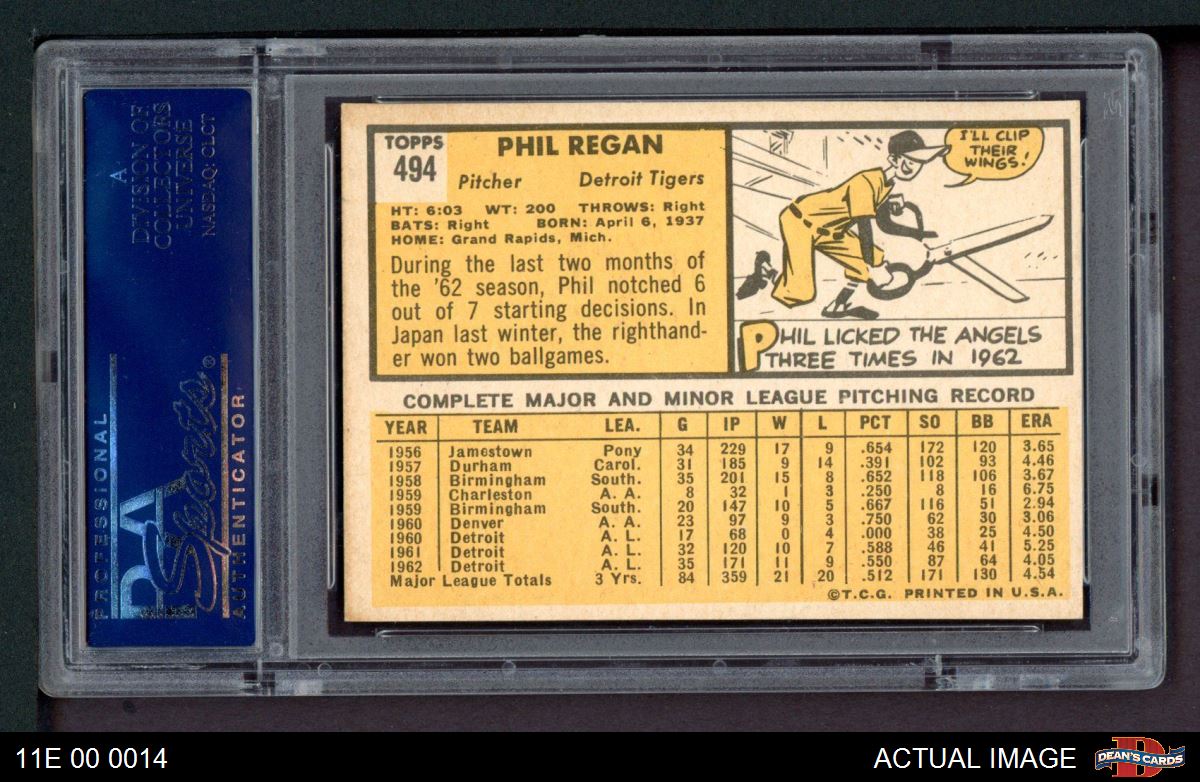 A
DIVISION OF
COLLECTORS
UNIVERSE
NASDAQ: CLCT
PROFESSIONAL
PSA
Sports®
AUTHENTICATOR
TOPPS
494
PHIL REGAN
Pitcher Detroit Tigers
HT: 6:03 WT: 200 THROWS: Right
BATS: Right BORN: April 6, 1937
HOME: Grand Rapids, Mich.
During the last two months of
the '62 season, Phil notched 6
out of 7 starting decisions. In
Japan last winter, the righthand-
er won two ballgames.
I'LL CLIP
THEIR
WINGS!
PHIL LICKED THE ANGELS
THREE TIMES IN 1962
COMPLETE MAJOR AND MINOR LEAGUE PITCHING RECORD
YEAR TEAM LEA. G IP W L PCT SO BB ERA
1956 Jamestown Pony 34 229 17 9 .654 172 120 3.65
1957 Durham Carol. 31 185 9 14 .391 102 93 4.46
1958 Birmingham South. 35 201 15 8 .652 118 106 3.67
1959 Charleston A. A. 8 32 1 3 .250 8 16 6.75
1959 Birmingham South. 20 147 10 5 .667 116 51 2.94
1960 Denver A. A. 23 97 9 3 .750 62 30 3.06
1960 Detroit A. L. 17 68 0 4 .000 38 25 4.50
1961 Detroit A. L. 32 120 10 7 .588 46 41 5.25
1962 Detroit A. L. 35 171 11 9 .550 87 64 4.05
Major League Totals 3 Yrs. 84 359 21 20 .512 171 130 4.54
©T.C.G. PRINTED IN U.S.A.
11E 00 0014
ACTUAL IMAGE
D
DEAN'S CARDS